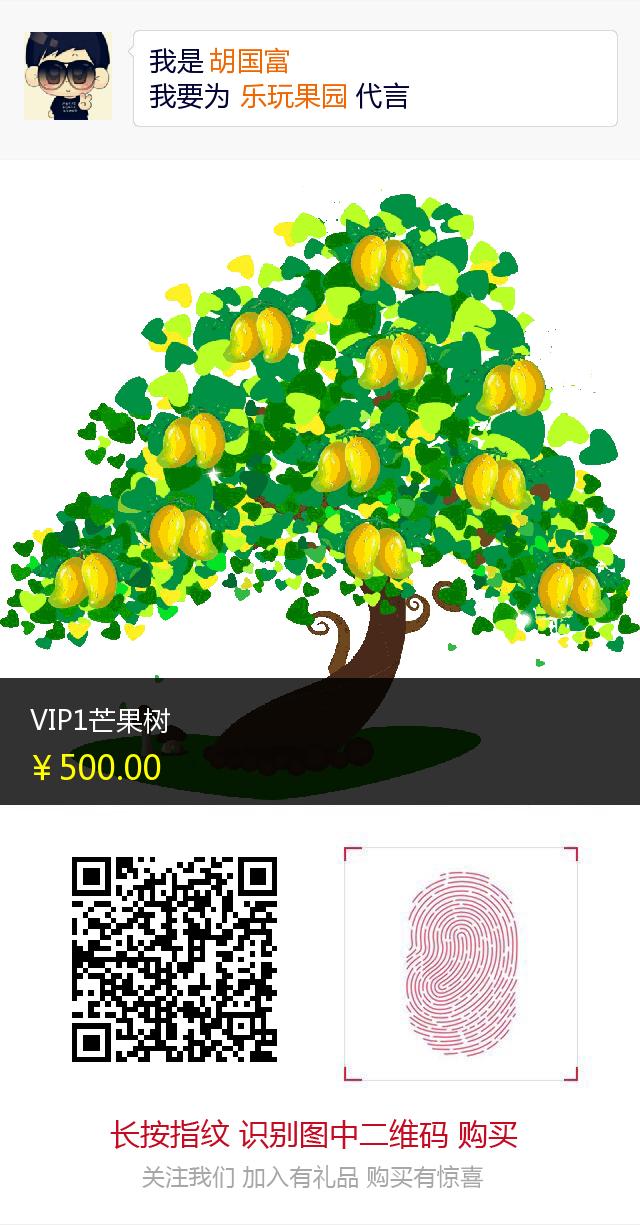 我是 胡国富
我要为 乐玩果园 代言
VIP1芒果树
￥500.00
长按指纹 识别图中二维码 购买
关注我们 加入有礼品 购买有惊喜